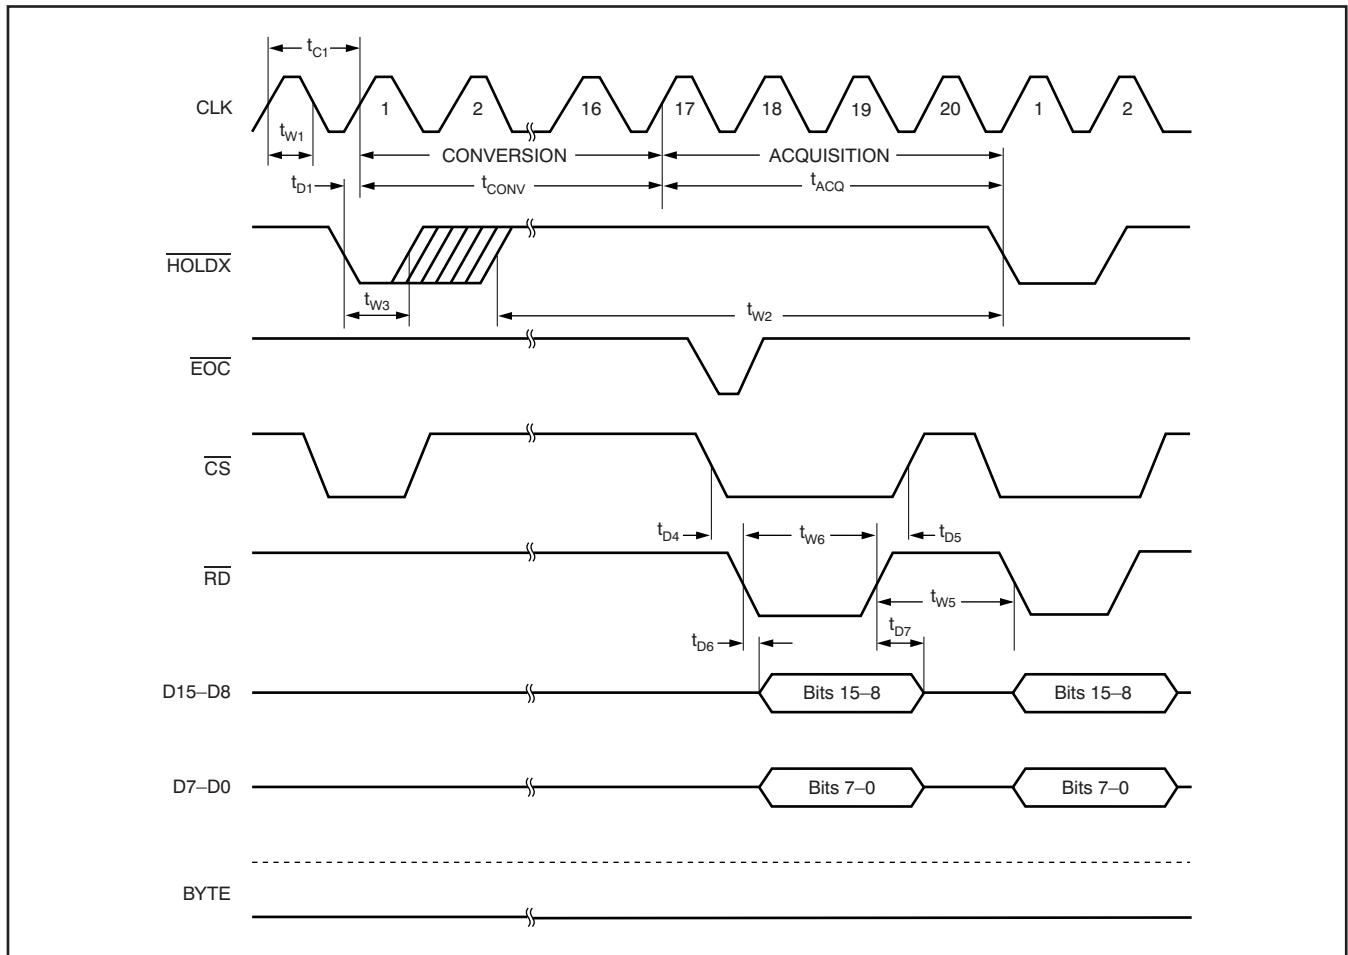 tC1
CLK
1 2 16 17 18 19 20 1 2
tW1
CONVERSION ACQUISITION
tD1 tCONV tACQ
HOLDX
tW3 tW2
EOC
CS
tD4 tW6 tD5
RD
tW5
tD6 tD7
D15–D8 Bits 15–8 Bits 15–8
D7–D0 Bits 7–0 Bits 7–0
BYTE